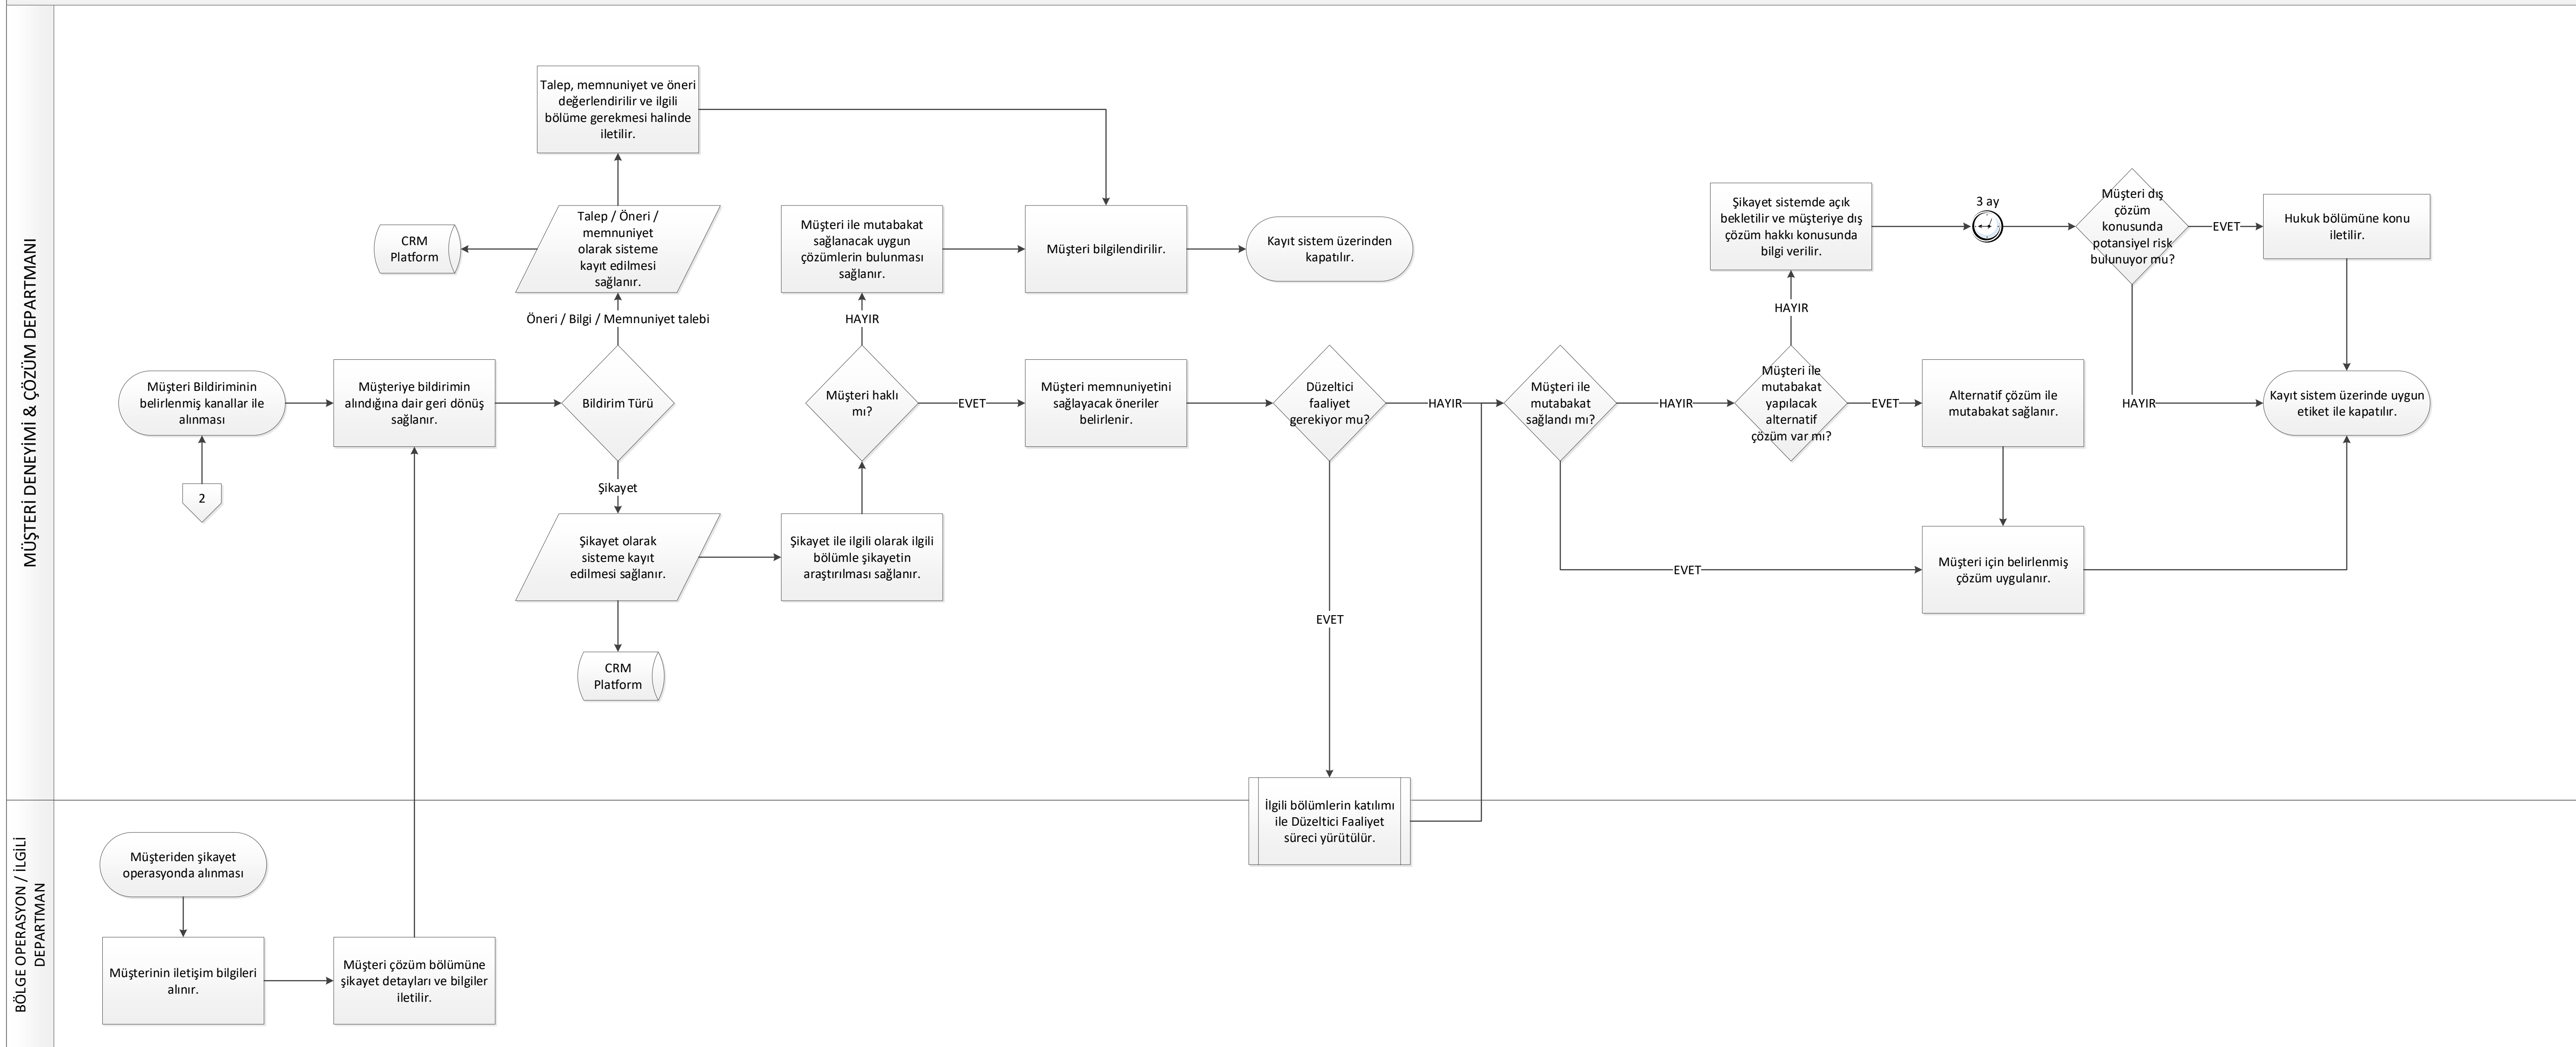 MÜŞTERİ DENEYİMİ & ÇÖZÜM DEPARTMANI
Müşteri Bildiriminin
belirlenmiş kanallar ile
alınması
2
Müşteriye bildirimin
alındığına dair geri dönüş
sağlanır.
Bildirim Türü
Öneri / Bilgi / Memnuniyet talebi
Talep / Öneri /
memnuniyet
olarak sisteme
kayıt edilmesi
sağlanır.
CRM
Platform
Talep, memnuniyet ve öneri
değerlendirilir ve ilgili
bölüme gerekmesi halinde
iletilir.
Şikayet
Şikayet olarak
sisteme kayıt
edilmesi sağlanır.
CRM
Platform
Şikayet ile ilgili olarak ilgili
bölümle şikayetin
araştırılması sağlanır.
Müşteri haklı
mı?
HAYIR
Müşteri ile mutabakat
sağlanacak uygun
çözümlerin bulunması
sağlanır.
Müşteri bilgilendirilir.
Kayıt sistem üzerinden
kapatılır.
EVET
Müşteri memnuniyetini
sağlayacak öneriler
belirlenir.
Düzeltici
faaliyet
gerekiyor mu?
HAYIR
EVET
İlgili bölümlerin katılımı
ile Düzeltici Faaliyet
süreci yürütülür.
Müşteri ile
mutabakat
sağlandı mı?
HAYIR
EVET
Müşteri ile
mutabakat
yapılacak
alternatif
çözüm var mı?
HAYIR
Şikayet sistemde açık
bekletilir ve müşteriye dış
çözüm hakkı konusunda
bilgi verilir.
3 ay
Müşteri dış
çözüm
konusunda
potansiyel risk
bulunuyor mu?
EVET
Hukuk bölümüne konu
iletilir.
HAYIR
Kayıt sistem üzerinde uygun
etiket ile kapatılır.
EVET
Alternatif çözüm ile
mutabakat sağlanır.
Müşteri için belirlenmiş
çözüm uygulanır.
BÖLGE OPERASYON / İLGİLİ
DEPARTMAN
Müşteriden şikayet
operasyonda alınması
Müşterinin iletişim bilgileri
alınır.
Müşteri çözüm bölümüne
şikayet detayları ve bilgiler
iletilir.